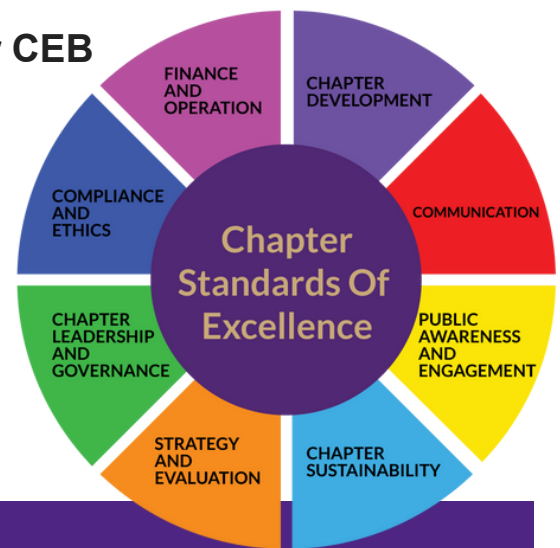 CEB
FINANCE
AND
OPERATION
CHAPTER
DEVELOPMENT
COMPLIANCE
AND
ETHICS
COMMUNICATION
Chapter
Standards Of
Excellence
CHAPTER
LEADERSHIP
AND
GOVERNANCE
PUBLIC
AWARENESS
AND
ENGAGEMENT
STRATEGY
AND
EVALUATION
CHAPTER
SUSTAINABILITY